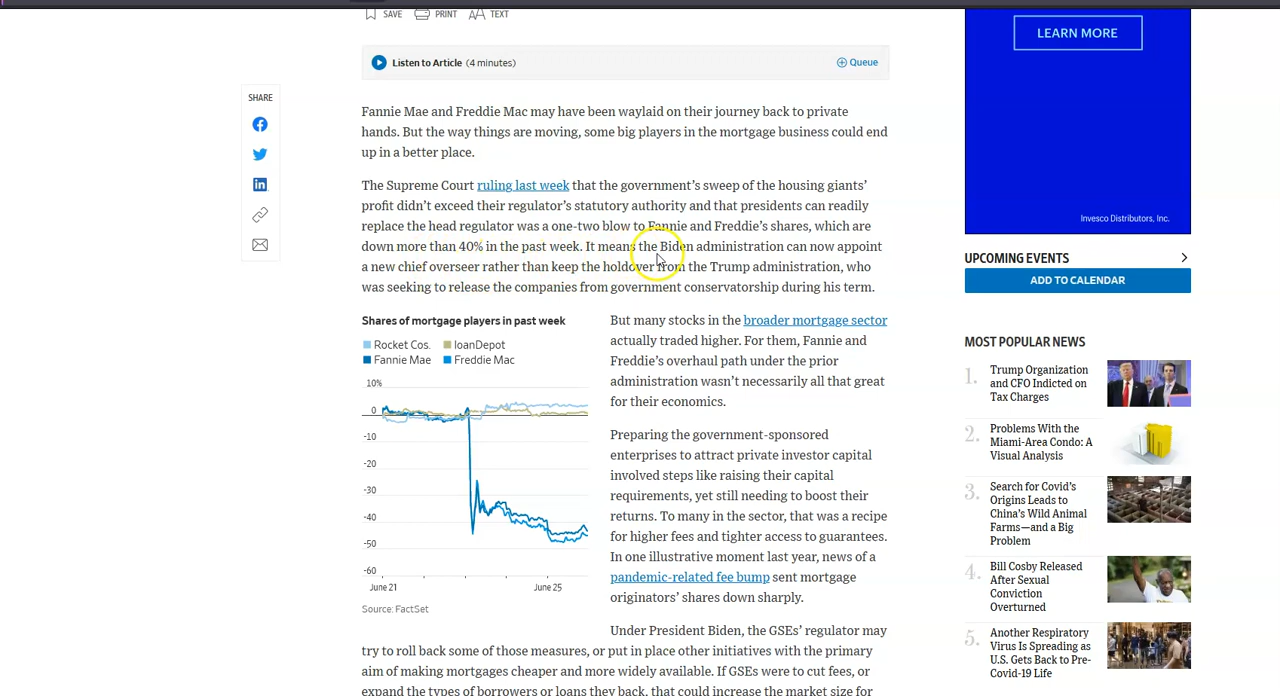 SAVE PRINT TEXT
Listen to Article (4 minutes)
Queue
SHARE
Fannie Mae and Freddie Mac may have been waylaid on their journey back to private
hands. But the way things are moving, some big players in the mortgage business could end
up in a better place.
The Supreme Court ruling last week that the government's sweep of the housing giants'
profit didn't exceed their regulator's statutory authority and that presidents can readily
replace the head regulator was a one-two blow to Fannie and Freddie's shares, which are
down more than 40% in the past week. It means the Biden administration can now appoint
a new chief overseer rather than keep the holdover from the Trump administration, who
was seeking to release the companies from government conservatorship during his term.
Shares of mortgage players in past week
Rocket Cos. loanDepot
Fannie Mae Freddie Mac
10%
0
-10
-20
-30
-40
-50
-60
June 21 June 25
Source: FactSet
But many stocks in the broader mortgage sector
actually traded higher. For them, Fannie and
Freddie's overhaul path under the prior
administration wasn't necessarily all that great
for their economics.
Preparing the government-sponsored
enterprises to attract private investor capital
involved steps like raising their capital
requirements, yet still needing to boost their
returns. To many in the sector, that was a recipe
for higher fees and tighter access to guarantees.
In one illustrative moment last year, news of a
pandemic-related fee bump sent mortgage
originators' shares down sharply.
Under President Biden, the GSEs' regulator may
try to roll back some of those measures, or put in place other initiatives with the primary
aim of making mortgages cheaper and more widely available. If GSEs were to cut fees, or
expand the types of borrowers or loans they back, that could increase the market size for
LEARN MORE
Invesco Distributors, Inc.
UPCOMING EVENTS
ADD TO CALENDAR
MOST POPULAR NEWS
1. Trump Organization
and CFO Indicted on
Tax Charges
2. Problems With the
Miami-Area Condo: A
Visual Analysis
3. Search for Covid's
Origins Leads to
China's Wild Animal
Farms—and a Big
Problem
4. Bill Cosby Released
After Sexual
Conviction
Overturned
5. Another Respiratory
Virus Is Spreading as
U.S. Gets Back to Pre-
Covid-19 Life